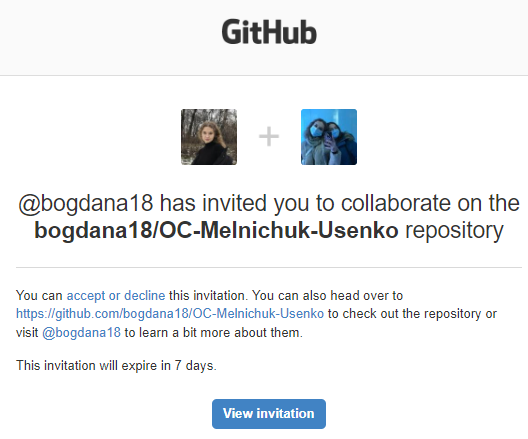 GitHub
@bogdana18 has invited you to collaborate on the
bogdana18/OC-Melnichuk-Usenko repository
You can accept or decline this invitation. You can also head over to
https://github.com/bogdana18/OC-Melnichuk-Usenko to check out the repository or
visit @bogdana18 to learn a bit more about them.
This invitation will expire in 7 days.
View invitation